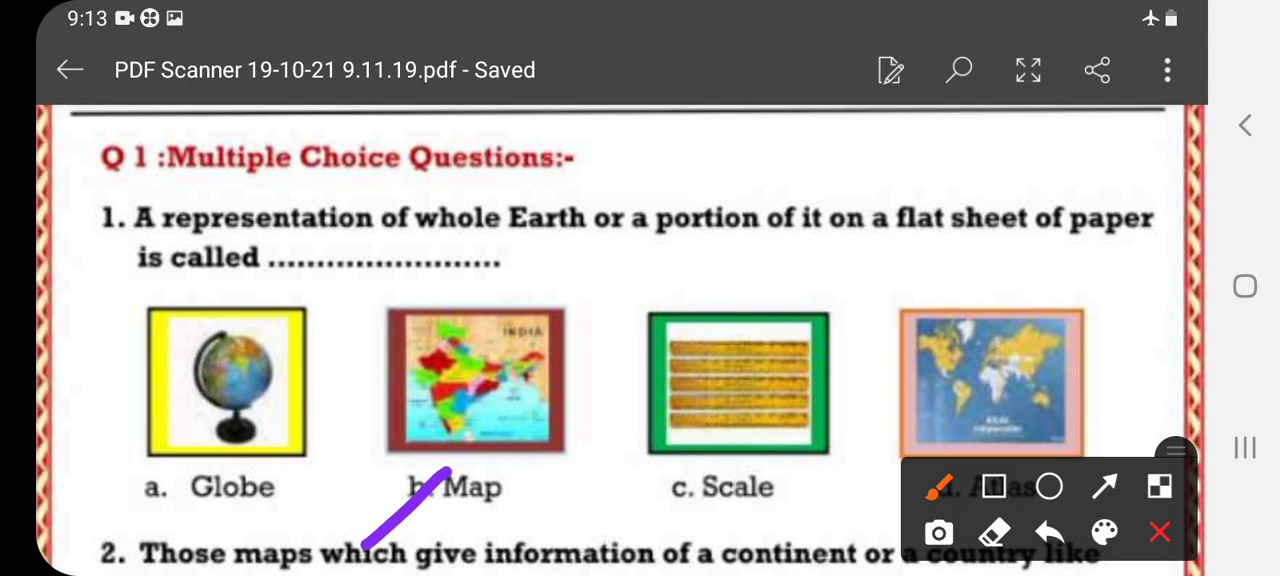 9:13
PDF Scanner 19-10-21 9.11.19.pdf - Saved
Q 1 :Multiple Choice Questions:-
1. A representation of whole Earth or a portion of it on a flat sheet of paper
is called ........................
INDIA
a. Globe
b. Map
c. Scale
d. Atlas
2. Those maps which give information of a continent or a country like